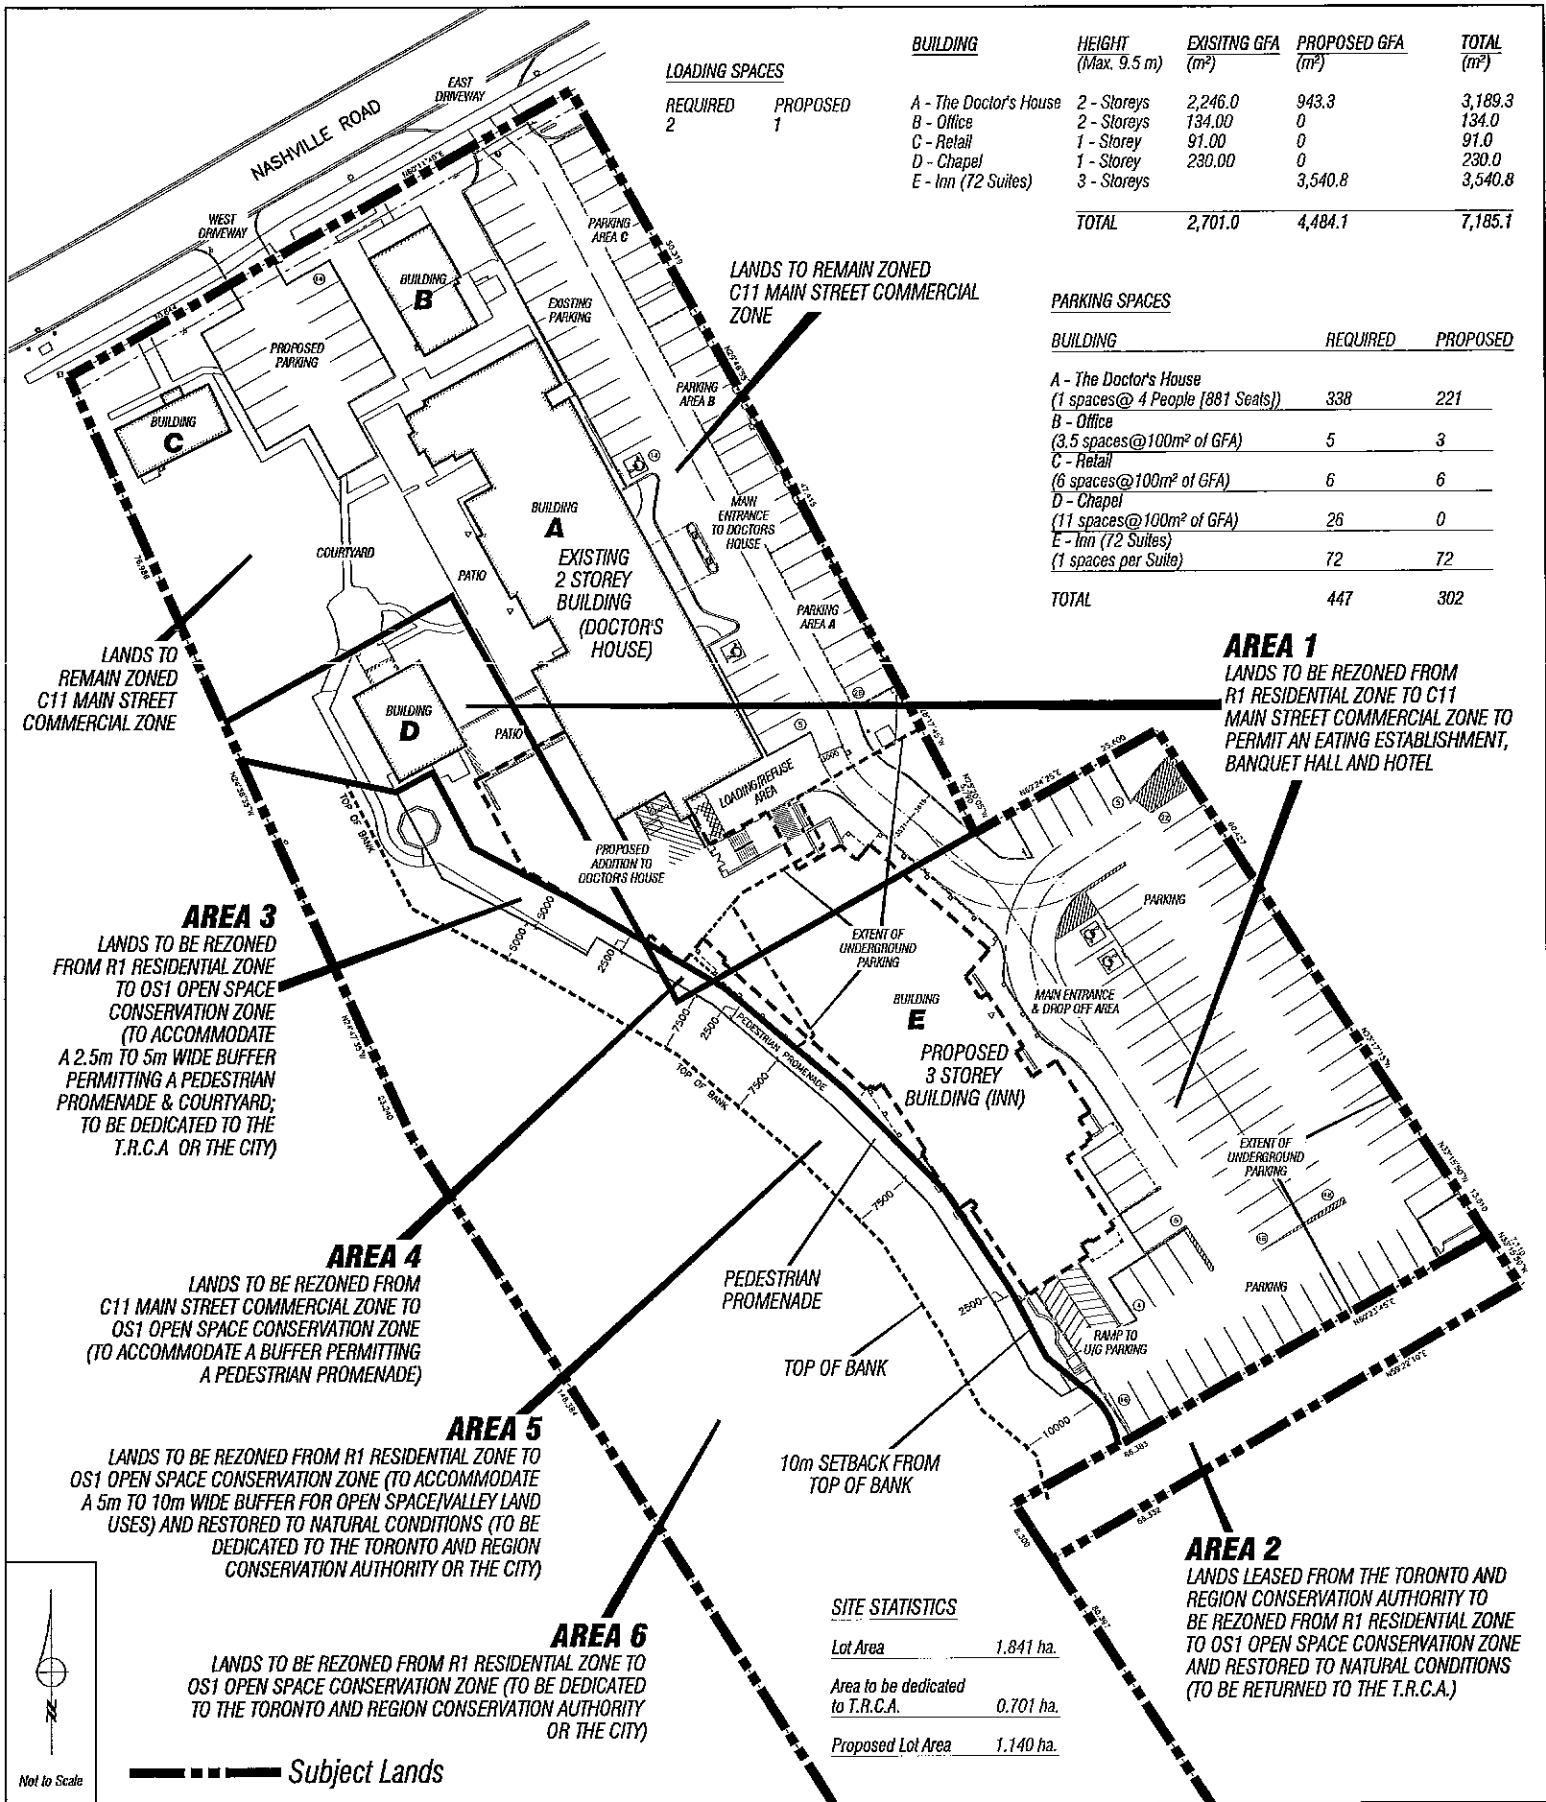 NASHVILLE ROAD
EAST
DRIVEWAY
WEST
DRIVEWAY
LOADING SPACES
REQUIRED PROPOSED
2 1
BUILDING HEIGHT EXISITNG GFA PROPOSED GFA TOTAL
(Max. 9.5 m) (m²) (m²) (m²)
A - The Doctor's House 2 - Storeys 2,246.0 943.3 3,189.3
B - Office 2 - Storeys 134.00 0 134.0
C - Retail 1 - Storey 91.00 0 91.0
D - Chapel 1 - Storey 230.00 0 230.0
E - Inn (72 Suites) 3 - Storeys 3,540.8 3,540.8
TOTAL 2,701.0 4,484.1 7,185.1
PARKING SPACES
BUILDING REQUIRED PROPOSED
A - The Doctor's House
(1 spaces@ 4 People [881 Seats]) 338 221
B - Office
(3.5 spaces@100m² of GFA) 5 3
C - Retail
(6 spaces@100m² of GFA) 6 6
D - Chapel
(11 spaces@100m² of GFA) 26 0
E - Inn (72 Suites)
(1 spaces per Suite) 72 72
TOTAL 447 302
LANDS TO REMAIN ZONED
C11 MAIN STREET COMMERCIAL
ZONE
PARKING
AREA C
EXISTING
PARKING
BUILDING
B
PROPOSED
PARKING
PARKING
AREA B
BUILDING
C
COURTYARD
PATIO
BUILDING
A
EXISTING
2 STOREY
BUILDING
(DOCTOR'S
HOUSE)
MAIN
ENTRANCE
TO DOCTORS
HOUSE
PARKING
AREA A
LANDS TO
REMAIN ZONED
C11 MAIN STREET
COMMERCIAL ZONE
BUILDING
D
PATIO
LOADING/REFUSE
AREA
PROPOSED
ADDITION TO
DOCTORS HOUSE
TOP OF BANK
AREA 1
LANDS TO BE REZONED FROM
R1 RESIDENTIAL ZONE TO C11
MAIN STREET COMMERCIAL ZONE TO
PERMIT AN EATING ESTABLISHMENT,
BANQUET HALL AND HOTEL
N60°24'25"E
25.600
60.427
PARKING
EXTENT OF
UNDERGROUND
PARKING
MAIN ENTRANCE
& DROP OFF AREA
BUILDING
E
PROPOSED
3 STOREY
BUILDING (INN)
EXTENT OF
UNDERGROUND
PARKING
PARKING
RAMP TO
U/G PARKING
AREA 3
LANDS TO BE REZONED
FROM R1 RESIDENTIAL ZONE
TO OS1 OPEN SPACE
CONSERVATION ZONE
(TO ACCOMMODATE
A 2.5m TO 5m WIDE BUFFER
PERMITTING A PEDESTRIAN
PROMENADE & COURTYARD;
TO BE DEDICATED TO THE
T.R.C.A OR THE CITY)
5000
5000
2500
7500
2500
PEDESTRIAN PROMENADE
7500
TOP OF BANK
7500
2500
10000
AREA 4
LANDS TO BE REZONED FROM
C11 MAIN STREET COMMERCIAL ZONE TO
OS1 OPEN SPACE CONSERVATION ZONE
(TO ACCOMMODATE A BUFFER PERMITTING
A PEDESTRIAN PROMENADE)
PEDESTRIAN
PROMENADE
TOP OF BANK
10m SETBACK FROM
TOP OF BANK
AREA 5
LANDS TO BE REZONED FROM R1 RESIDENTIAL ZONE TO
OS1 OPEN SPACE CONSERVATION ZONE (TO ACCOMMODATE
A 5m TO 10m WIDE BUFFER FOR OPEN SPACE/VALLEY LAND
USES) AND RESTORED TO NATURAL CONDITIONS (TO BE
DEDICATED TO THE TORONTO AND REGION
CONSERVATION AUTHORITY OR THE CITY)
AREA 2
LANDS LEASED FROM THE TORONTO AND
REGION CONSERVATION AUTHORITY TO
BE REZONED FROM R1 RESIDENTIAL ZONE
TO OS1 OPEN SPACE CONSERVATION ZONE
AND RESTORED TO NATURAL CONDITIONS
(TO BE RETURNED TO THE T.R.C.A.)
AREA 6
LANDS TO BE REZONED FROM R1 RESIDENTIAL ZONE TO
OS1 OPEN SPACE CONSERVATION ZONE (TO BE DEDICATED
TO THE TORONTO AND REGION CONSERVATION AUTHORITY
OR THE CITY)
SITE STATISTICS
Lot Area 1.841 ha.
Area to be dedicated
to T.R.C.A. 0.701 ha.
Proposed Lot Area 1.140 ha.
N
Not to Scale
Subject Lands